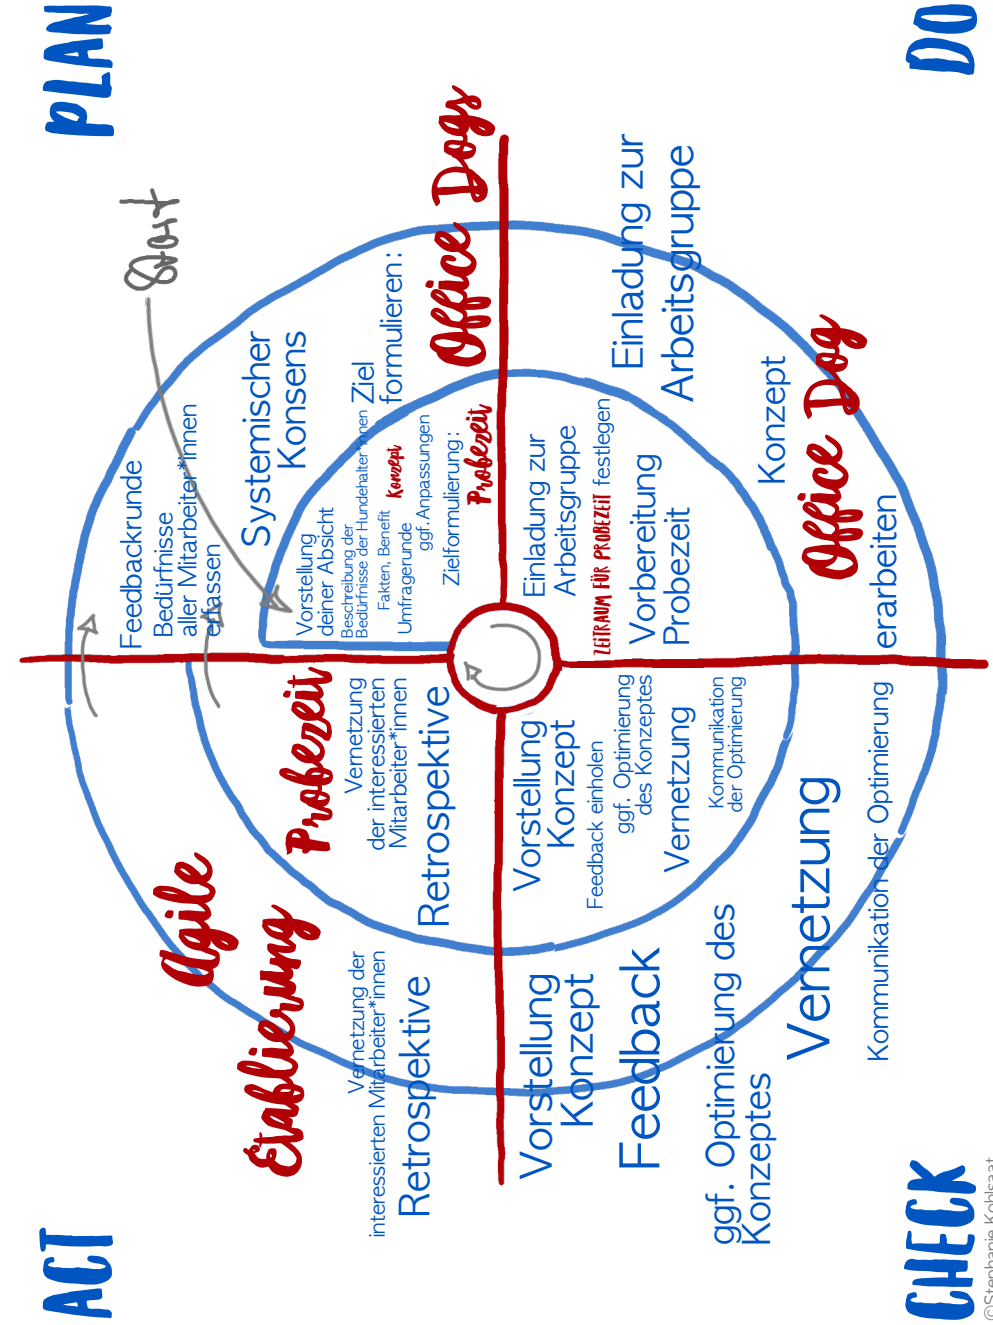 ACT
PLAN
Start
Feedbackrunde
Bedürfnisse
aller Mitarbeiter*innen
erfassen
Systemischer
Konsens
Ziel
formulieren:
Office Dogs
Vorstellung
deiner Absicht
Beschreibung der
Bedürfnisse der Hundehalter*innen
Fakten, Benefit Konzept
Umfragerunde
ggf. Anpassungen
Zielformulierung:
Probezeit
Agile
Etablierung
Probezeit
Vernetzung
der interessierten
Mitarbeiter*innen
Retrospektive
Vernetzung der
interessierten Mitarbeiter*innen
Retrospektive
Einladung zur
Arbeitsgruppe
ZEITRAUM FÜR PROBEZEIT festlegen
Vorbereitung
Probezeit
Einladung zur
Arbeitsgruppe
Konzept
Office Dog
erarbeiten
Vorstellung
Konzept
Feedback einholen
ggf. Optimierung
des Konzeptes
Vernetzung
Kommunikation
der Optimierung
Vorstellung
Konzept
Feedback
ggf. Optimierung des
Konzeptes
Vernetzung
Kommunikation der Optimierung
CHECK
DO
©Stephanie Kohlsaat